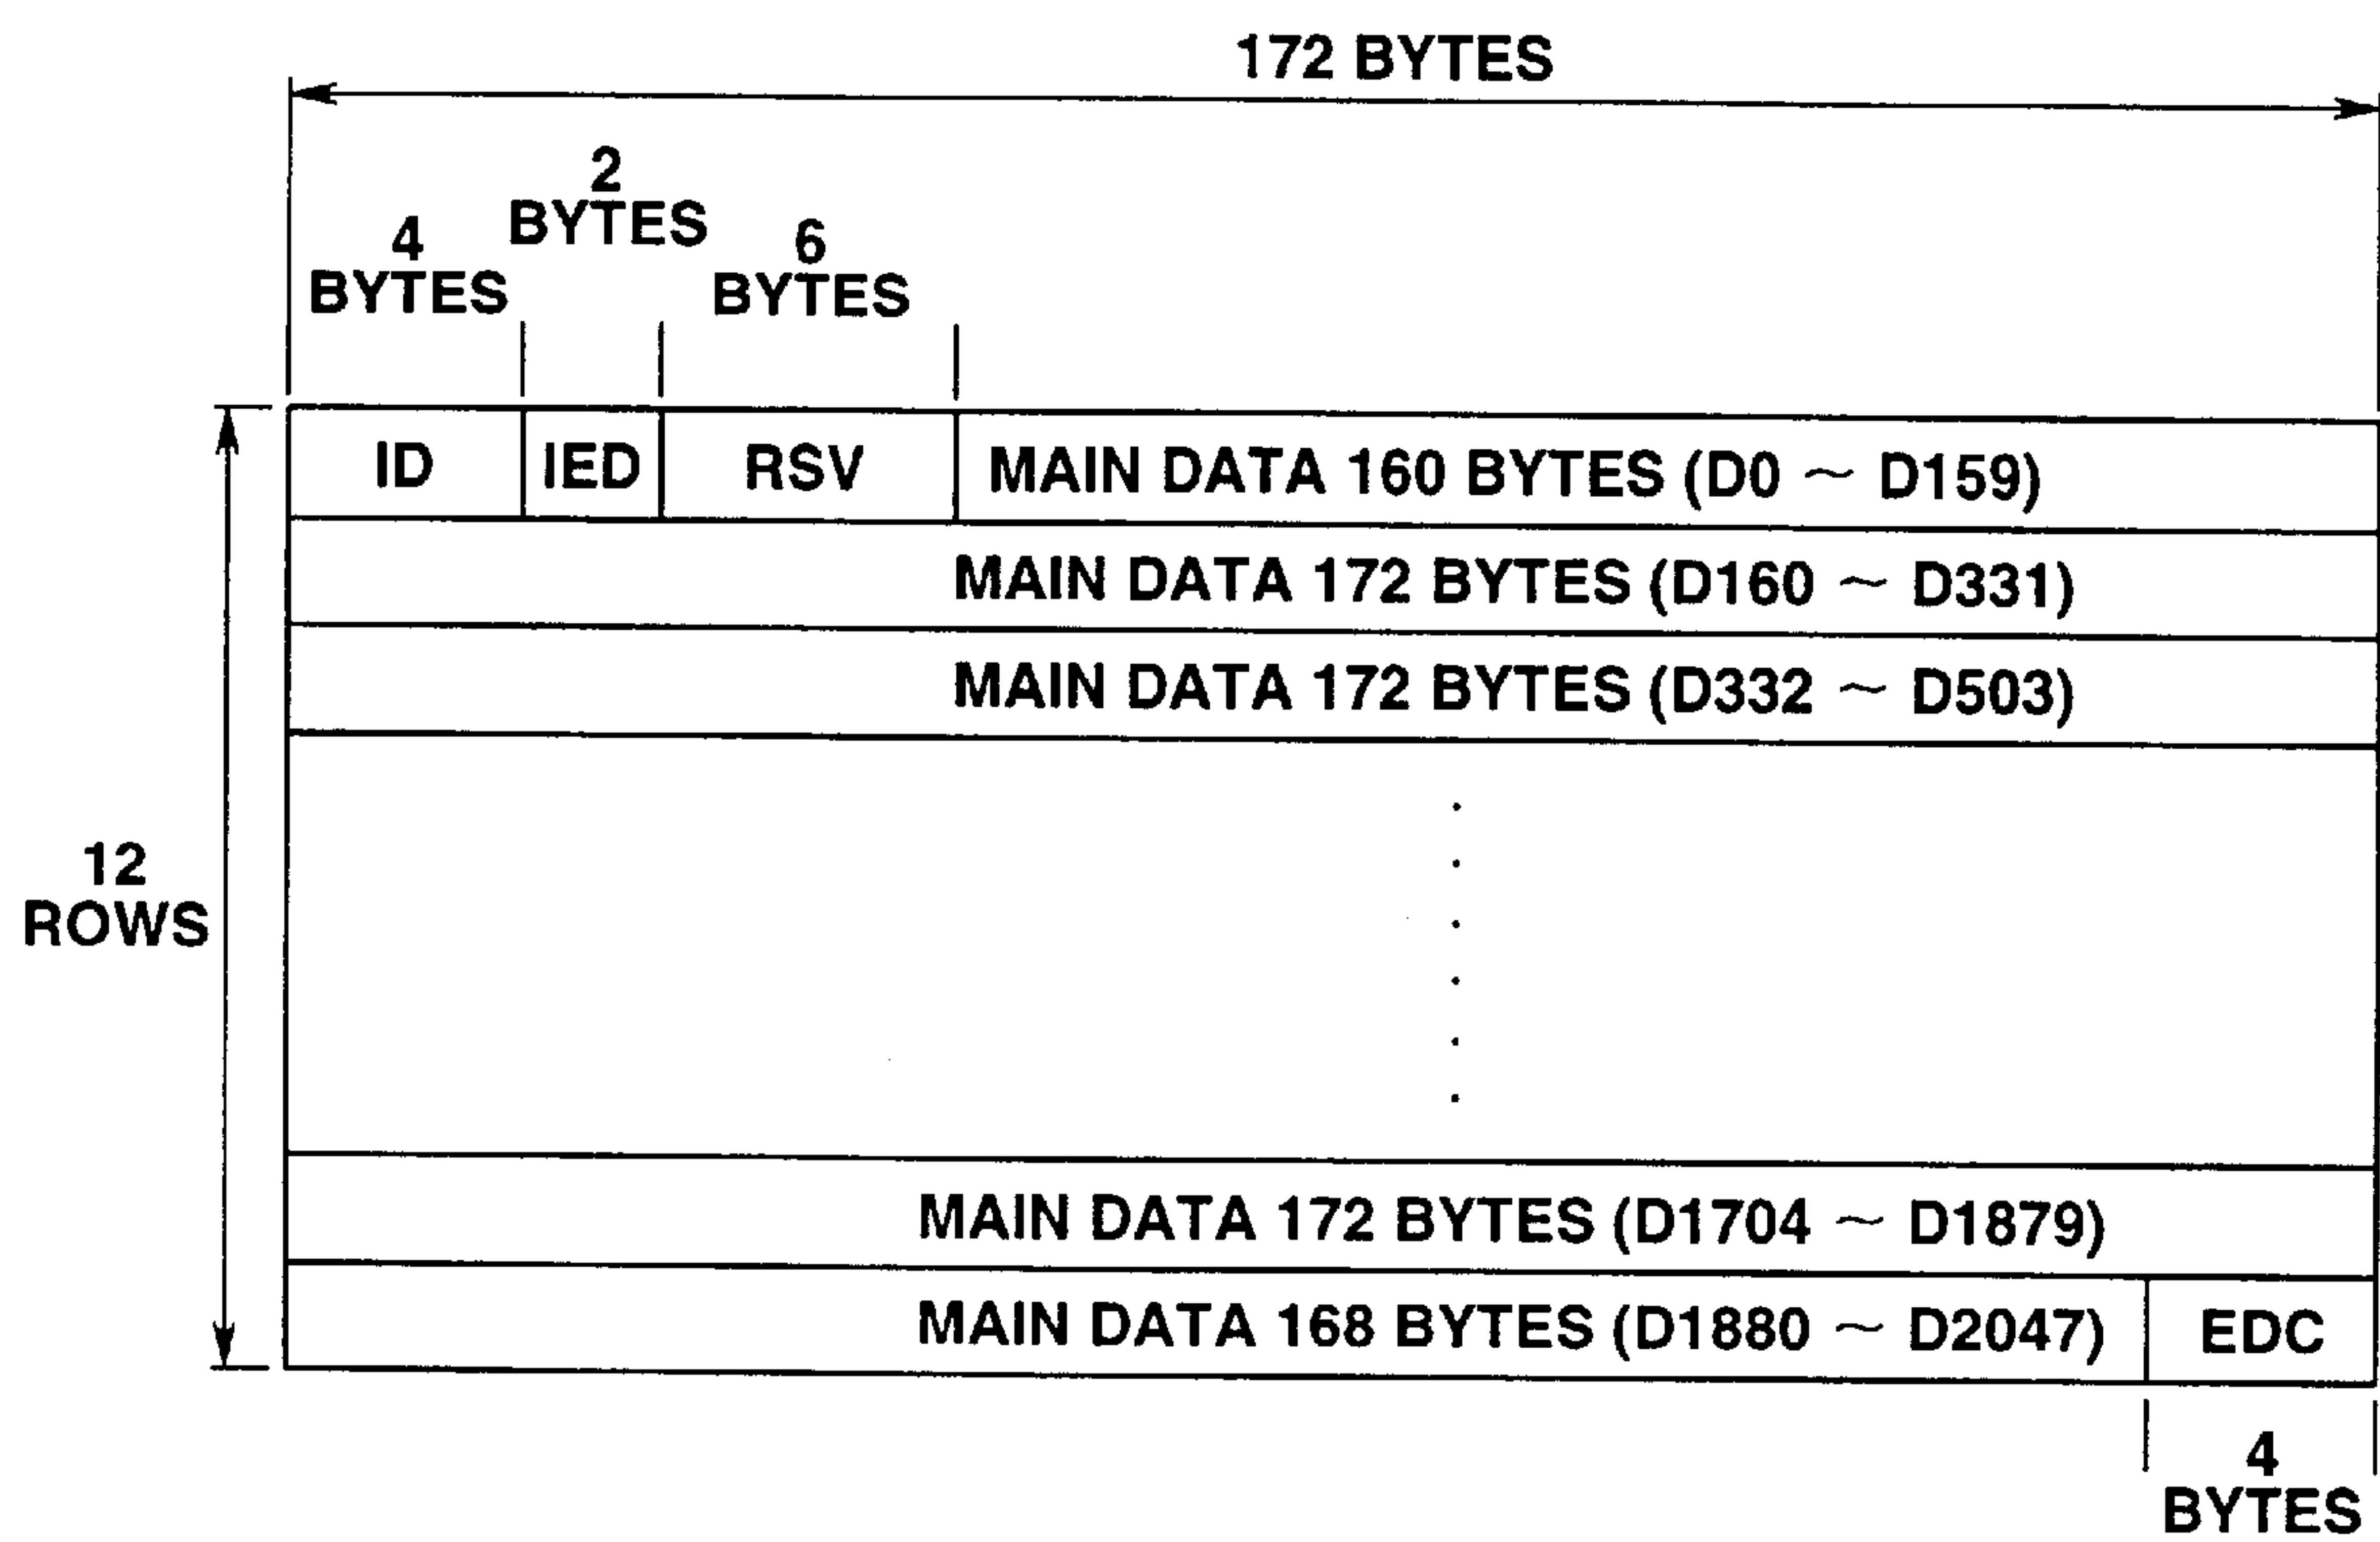 172 BYTES
2
BYTES
4
BYTES
6
BYTES
ID IED RSV MAIN DATA 160 BYTES (D0 ~ D159)
MAIN DATA 172 BYTES (D160 ~ D331)
MAIN DATA 172 BYTES (D332 ~ D503)
12
ROWS
MAIN DATA 172 BYTES (D1704 ~ D1879)
MAIN DATA 168 BYTES (D1880 ~ D2047) EDC
4
BYTES